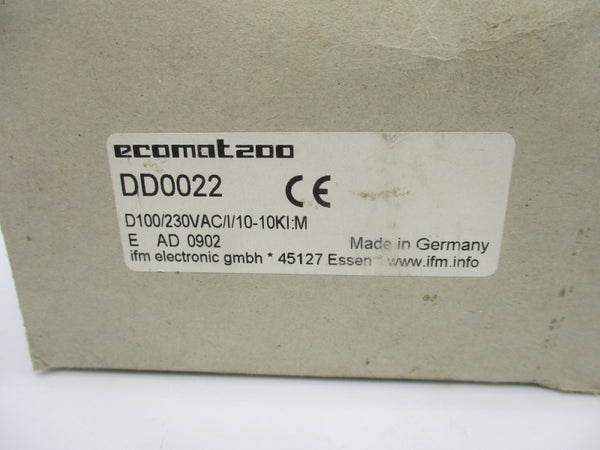 ecomat200
DD0022 CE
D100/230VAC/I/10-10KI:M
E AD 0902 Made in Germany
ifm electronic gmbh * 45127 Essen * www.ifm.info